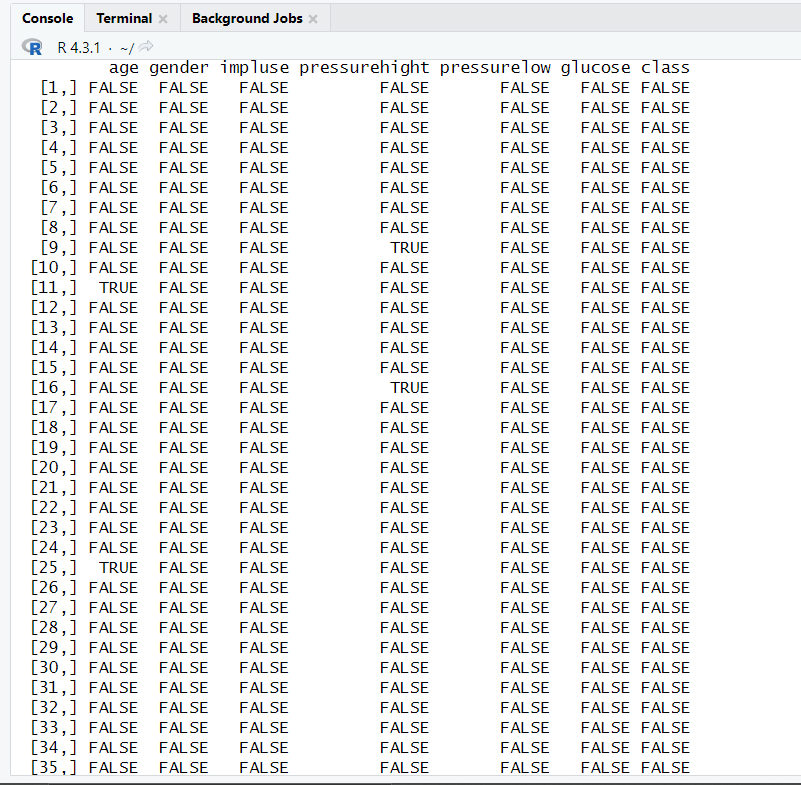 Console Terminal Background Jobs
R R 4.3.1 · ~/
age gender impluse pressurehight pressurelow glucose class
[1,] FALSE FALSE FALSE FALSE FALSE FALSE FALSE
[2,] FALSE FALSE FALSE FALSE FALSE FALSE FALSE
[3,] FALSE FALSE FALSE FALSE FALSE FALSE FALSE
[4,] FALSE FALSE FALSE FALSE FALSE FALSE FALSE
[5,] FALSE FALSE FALSE FALSE FALSE FALSE FALSE
[6,] FALSE FALSE FALSE FALSE FALSE FALSE FALSE
[7,] FALSE FALSE FALSE FALSE FALSE FALSE FALSE
[8,] FALSE FALSE FALSE FALSE FALSE FALSE FALSE
[9,] FALSE FALSE FALSE TRUE FALSE FALSE FALSE
[10,] FALSE FALSE FALSE FALSE FALSE FALSE FALSE
[11,] TRUE FALSE FALSE FALSE FALSE FALSE FALSE
[12,] FALSE FALSE FALSE FALSE FALSE FALSE FALSE
[13,] FALSE FALSE FALSE FALSE FALSE FALSE FALSE
[14,] FALSE FALSE FALSE FALSE FALSE FALSE FALSE
[15,] FALSE FALSE FALSE FALSE FALSE FALSE FALSE
[16,] FALSE FALSE FALSE TRUE FALSE FALSE FALSE
[17,] FALSE FALSE FALSE FALSE FALSE FALSE FALSE
[18,] FALSE FALSE FALSE FALSE FALSE FALSE FALSE
[19,] FALSE FALSE FALSE FALSE FALSE FALSE FALSE
[20,] FALSE FALSE FALSE FALSE FALSE FALSE FALSE
[21,] FALSE FALSE FALSE FALSE FALSE FALSE FALSE
[22,] FALSE FALSE FALSE FALSE FALSE FALSE FALSE
[23,] FALSE FALSE FALSE FALSE FALSE FALSE FALSE
[24,] FALSE FALSE FALSE FALSE FALSE FALSE FALSE
[25,] TRUE FALSE FALSE FALSE FALSE FALSE FALSE
[26,] FALSE FALSE FALSE FALSE FALSE FALSE FALSE
[27,] FALSE FALSE FALSE FALSE FALSE FALSE FALSE
[28,] FALSE FALSE FALSE FALSE FALSE FALSE FALSE
[29,] FALSE FALSE FALSE FALSE FALSE FALSE FALSE
[30,] FALSE FALSE FALSE FALSE FALSE FALSE FALSE
[31,] FALSE FALSE FALSE FALSE FALSE FALSE FALSE
[32,] FALSE FALSE FALSE FALSE FALSE FALSE FALSE
[33,] FALSE FALSE FALSE FALSE FALSE FALSE FALSE
[34,] FALSE FALSE FALSE FALSE FALSE FALSE FALSE
[35,] FALSE FALSE FALSE FALSE FALSE FALSE FALSE